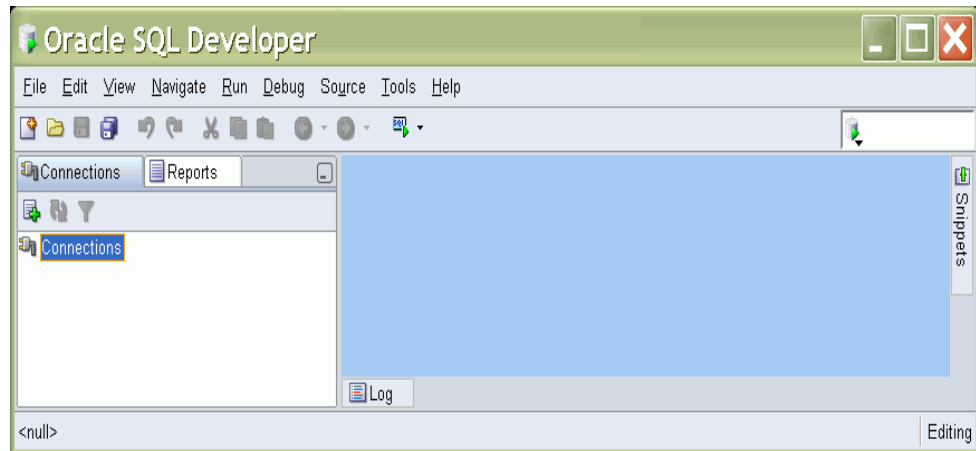 Oracle SQL Developer
File Edit View Navigate Run Debug Source Tools Help
SQL
Connections Reports
Connections
Snippets
Log
<null> Editing